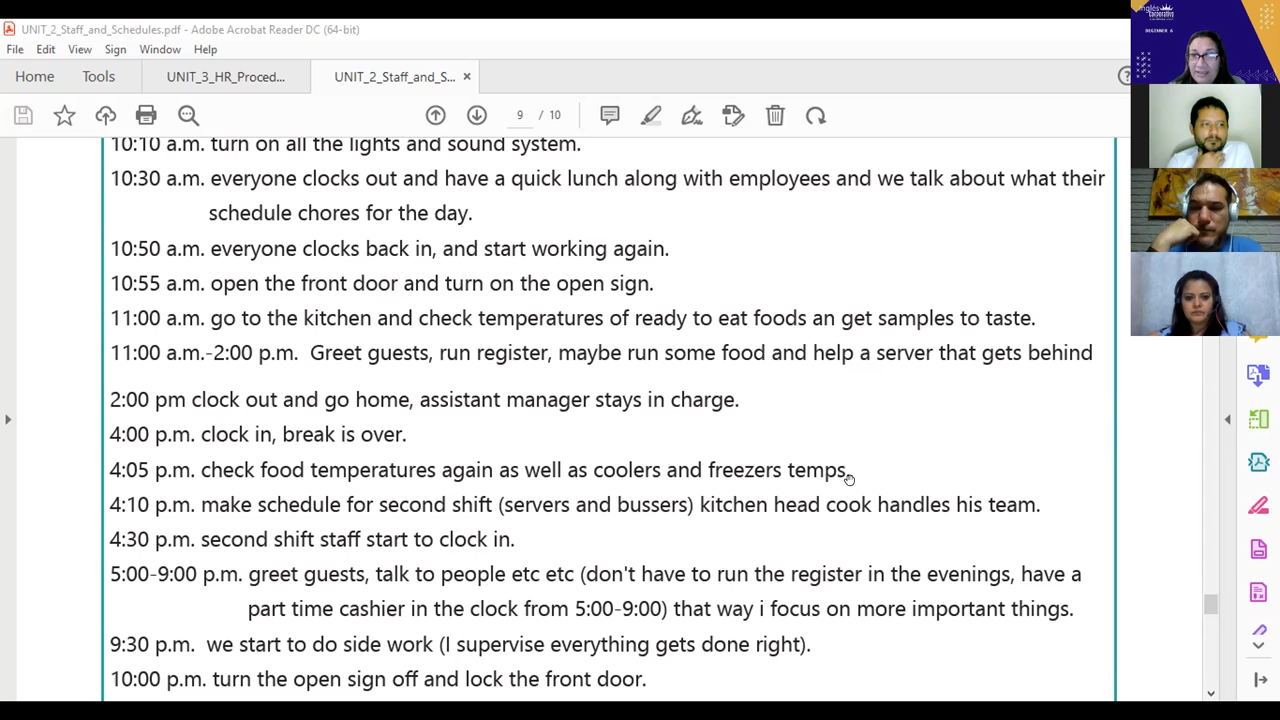 UNIT_2_Staff_and_Schedules.pdf - Adobe Acrobat Reader DC (64-bit)
File Edit View Sign Window Help
Home Tools UNIT_3_HR_Proced... UNIT_2_Staff_and_S... ×
9 / 10
inglés
corporativo
BEGINNER 6
10:10 a.m. turn on all the lights and sound system.
10:30 a.m. everyone clocks out and have a quick lunch along with employees and we talk about what their
schedule chores for the day.
10:50 a.m. everyone clocks back in, and start working again.
10:55 a.m. open the front door and turn on the open sign.
11:00 a.m. go to the kitchen and check temperatures of ready to eat foods an get samples to taste.
11:00 a.m.-2:00 p.m. Greet guests, run register, maybe run some food and help a server that gets behind
2:00 pm clock out and go home, assistant manager stays in charge.
4:00 p.m. clock in, break is over.
4:05 p.m. check food temperatures again as well as coolers and freezers temps.
4:10 p.m. make schedule for second shift (servers and bussers) kitchen head cook handles his team.
4:30 p.m. second shift staff start to clock in.
5:00-9:00 p.m. greet guests, talk to people etc etc (don't have to run the register in the evenings, have a
part time cashier in the clock from 5:00-9:00) that way i focus on more important things.
9:30 p.m. we start to do side work (I supervise everything gets done right).
10:00 p.m. turn the open sign off and lock the front door.